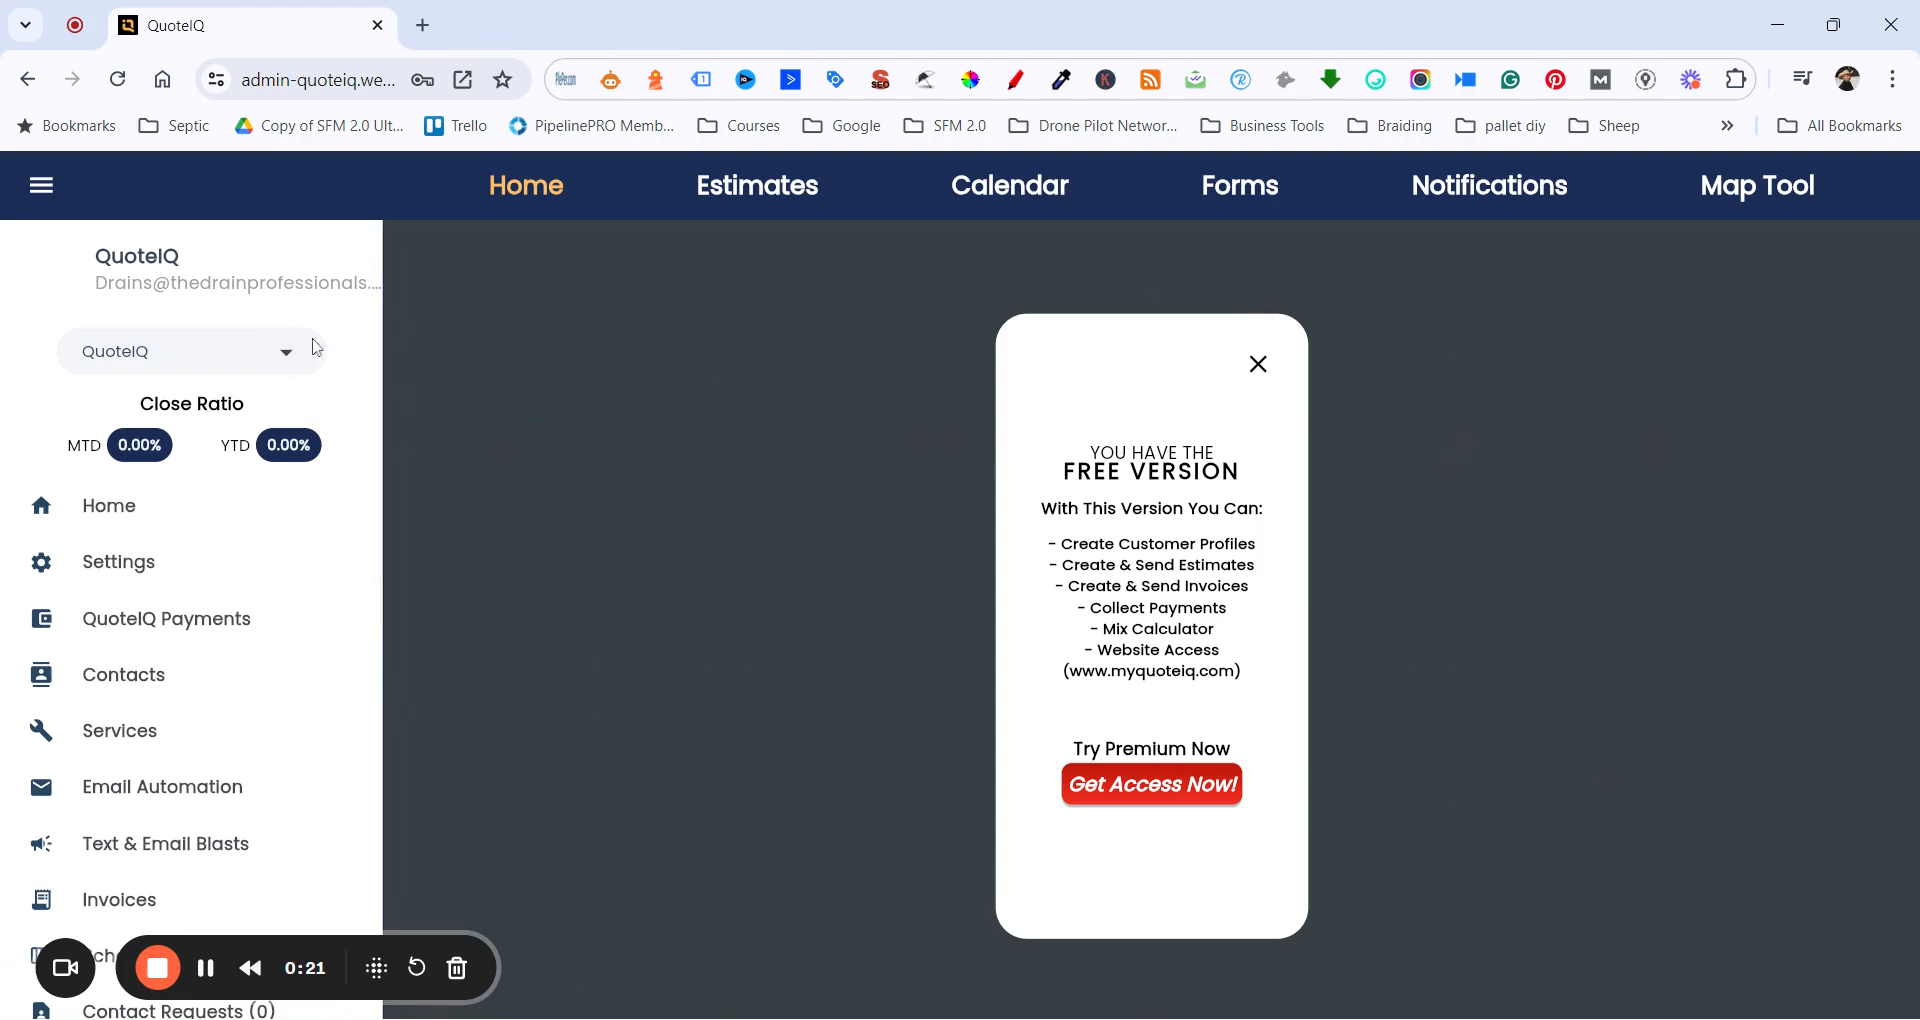 QuoteIQ
admin-quoteiq.we...
Bookmarks
Septic
Copy of SFM 2.0 Ult...
Trello
PipelinePRO Memb...
Courses
Google
SFM 2.0
Drone Pilot Networ...
Business Tools
Braiding
pallet diy
Sheep
All Bookmarks
Home
Estimates
Calendar
Forms
Notifications
Map Tool
QuoteIQ
Drains@thedrainprofessionals....
QuoteIQ
Close Ratio
MTD 0.00% YTD 0.00%
Home
Settings
QuoteIQ Payments
Contacts
Services
Email Automation
Text & Email Blasts
Invoices
Contact Requests (0)
0:21
YOU HAVE THE
FREE VERSION
With This Version You Can:
- Create Customer Profiles
- Create & Send Estimates
- Create & Send Invoices
- Collect Payments
- Mix Calculator
- Website Access
(www.myquoteiq.com)
Try Premium Now
Get Access Now!